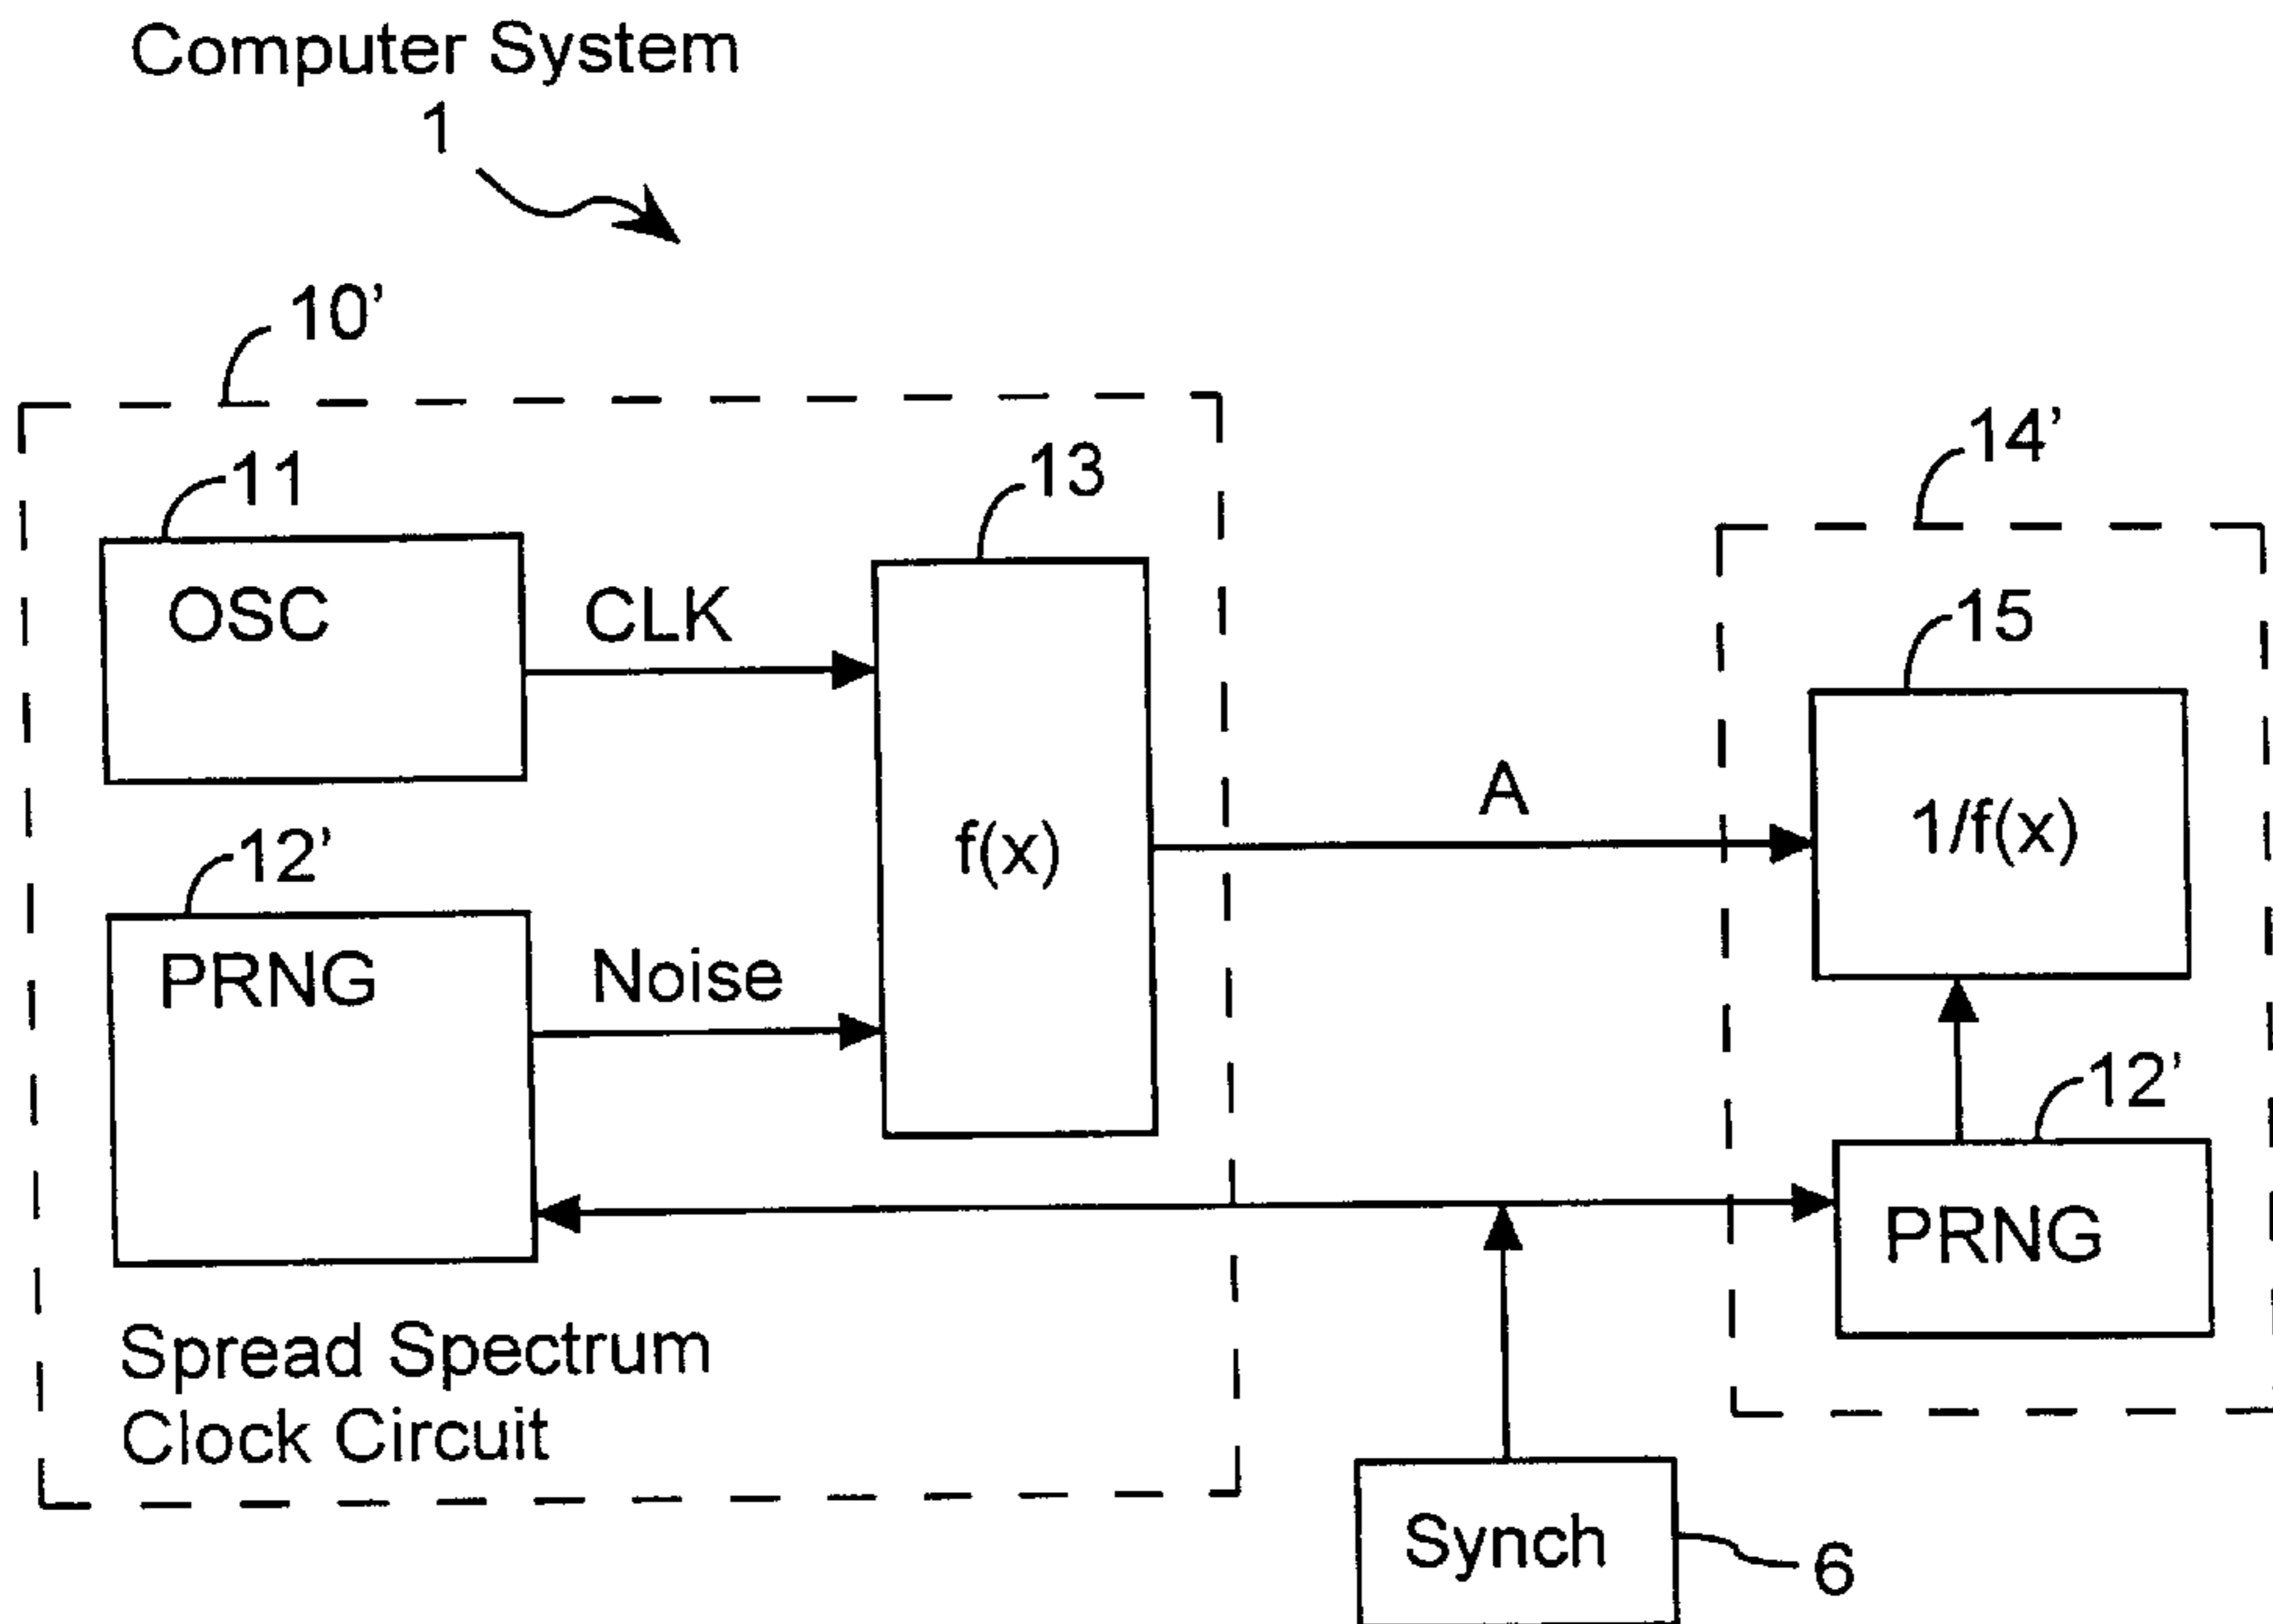 Computer System
1
10’
11
13
14’
OSC
CLK
15
12’
f(x)
A
1/f(x)
PRNG
Noise
12’
PRNG
Spread Spectrum
Clock Circuit
Synch
6